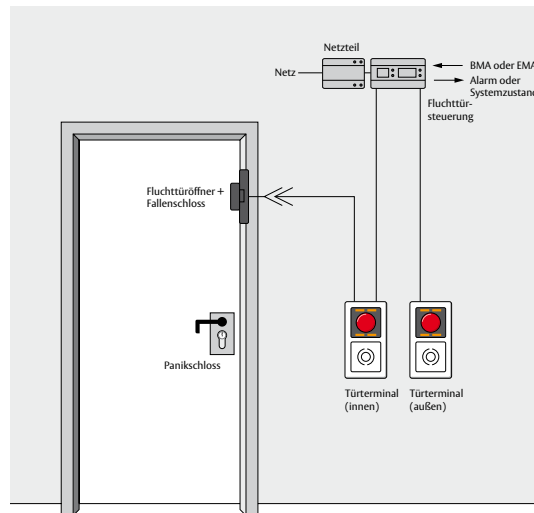 Netzteil
Netz
BMA oder EMA
Alarm oder
Systemzustand
Fluchttür-
steuerung
Fluchttüröffner +
Fallenschloss
Panikschloss
Türterminal
(innen)
Türterminal
(außen)